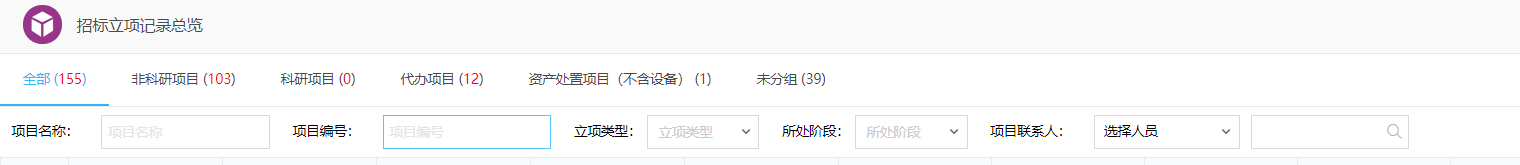 招标立项记录总览
全部 (155) 非科研项目 (103) 科研项目 (0) 代办项目 (12) 资产处置项目（不含设备） (1) 未分组 (39)
项目名称： 项目名称 项目编号： 项目编号 立项类型： 立项类型 所处阶段： 所处阶段 项目联系人： 选择人员